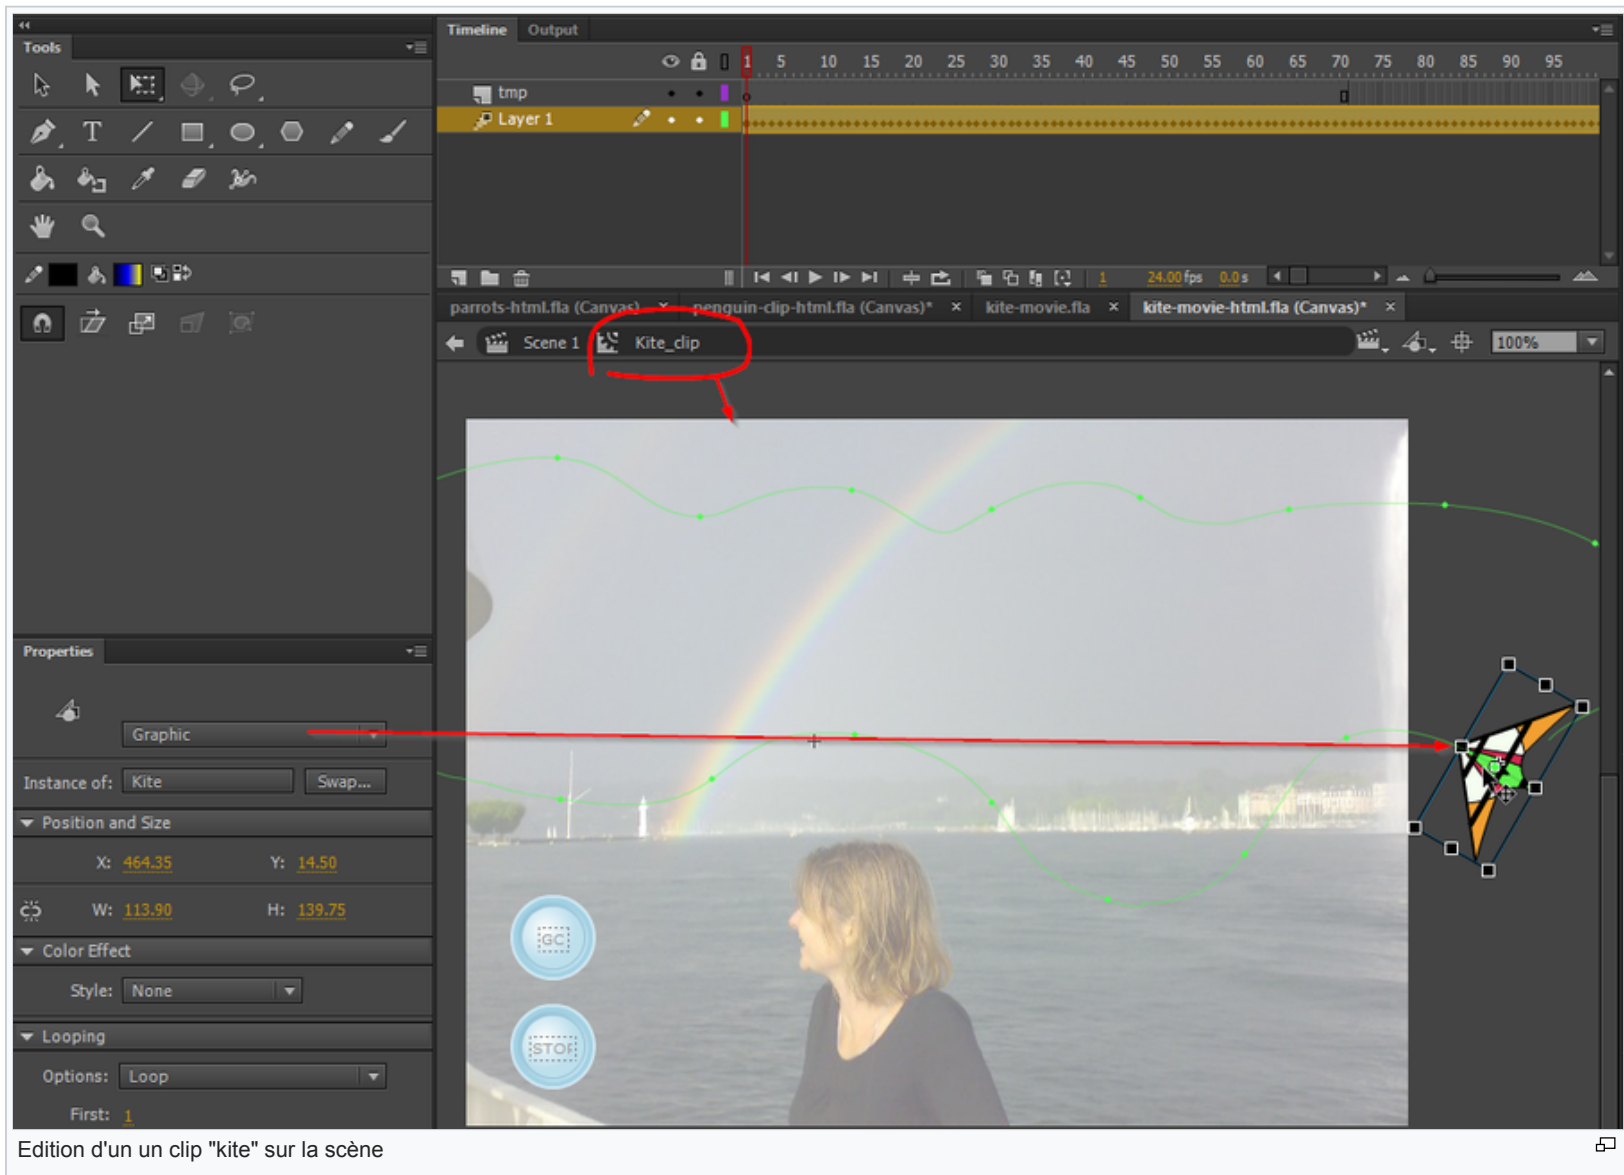 Tools
Timeline Output
1 5 10 15 20 25 30 35 40 45 50 55 60 65 70 75 80 85 90 95
tmp
Layer 1
T
1 24.00 fps 0.0 s
parrots-html.fla (Canvas) × penguin-clip-html.fla (Canvas)* × kite-movie.fla × kite-movie-html.fla (Canvas)* ×
Scene 1 Kite_clip 100%
Properties
Graphic
Instance of: Kite Swap...
Position and Size
X: 464.35 Y: 14.50
W: 113.90 H: 139.75
Color Effect
Style: None
Looping
Options: Loop
First: 1
GC
STOP
Edition d'un un clip "kite" sur la scène